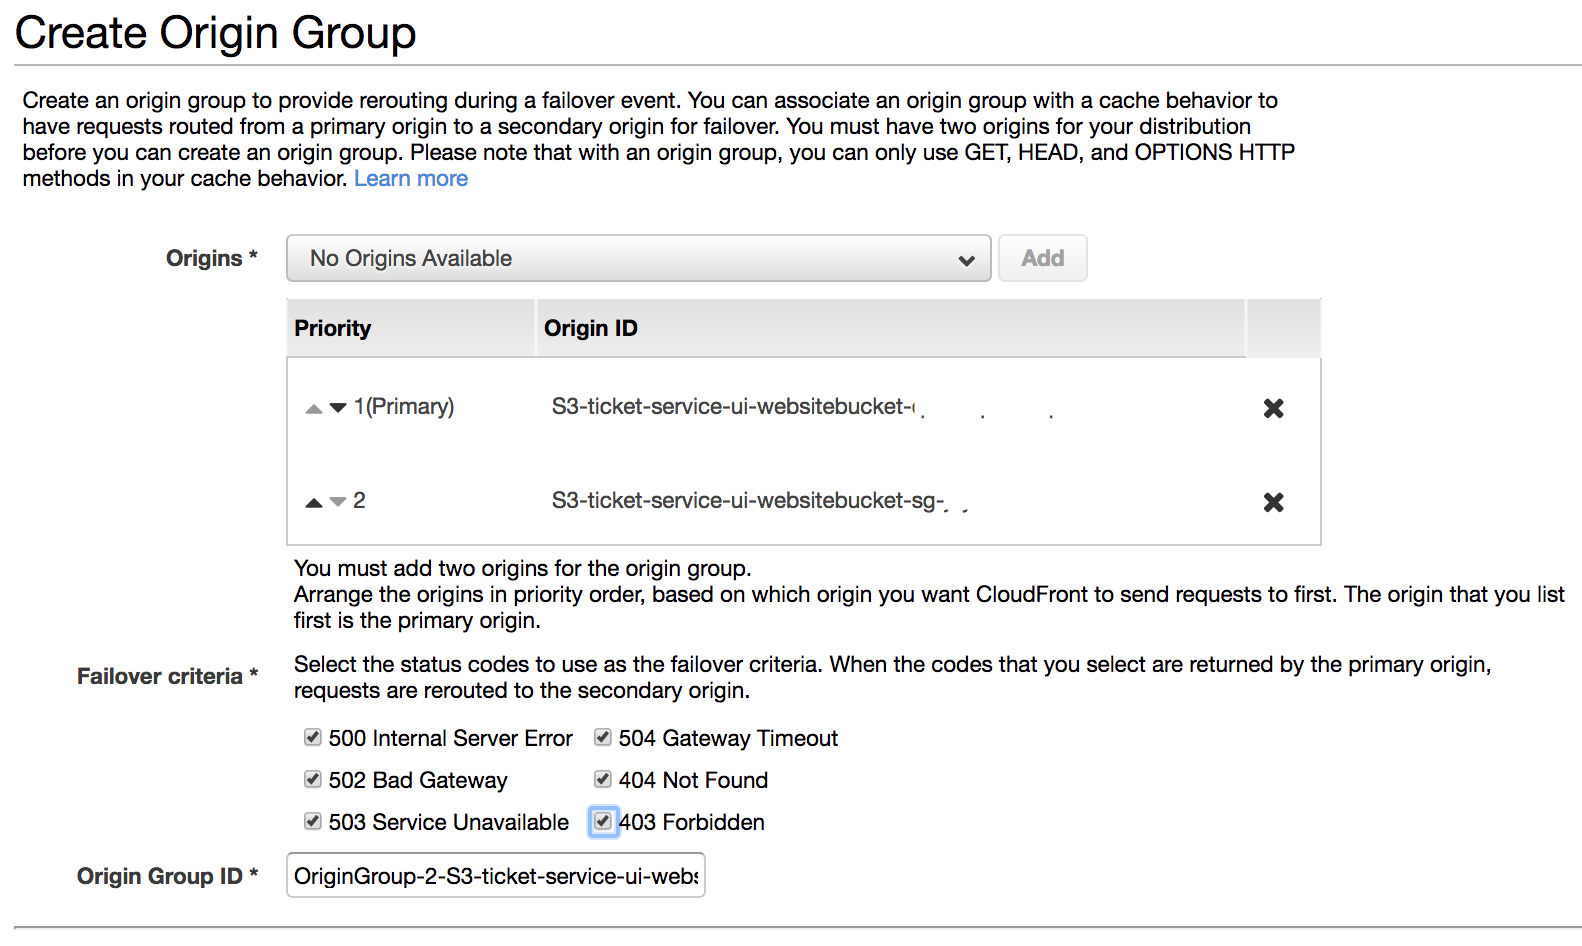 Create Origin Group
Create an origin group to provide rerouting during a failover event. You can associate an origin group with a cache behavior to
have requests routed from a primary origin to a secondary origin for failover. You must have two origins for your distribution
before you can create an origin group. Please note that with an origin group, you can only use GET, HEAD, and OPTIONS HTTP
methods in your cache behavior. Learn more
Origins * No Origins Available Add
Priority Origin ID
1(Primary) S3-ticket-service-ui-websitebucket-
2 S3-ticket-service-ui-websitebucket-sg-
You must add two origins for the origin group.
Arrange the origins in priority order, based on which origin you want CloudFront to send requests to first. The origin that you list
first is the primary origin.
Failover criteria * Select the status codes to use as the failover criteria. When the codes that you select are returned by the primary origin,
requests are rerouted to the secondary origin.
500 Internal Server Error 504 Gateway Timeout
502 Bad Gateway 404 Not Found
503 Service Unavailable 403 Forbidden
Origin Group ID * OriginGroup-2-S3-ticket-service-ui-webs